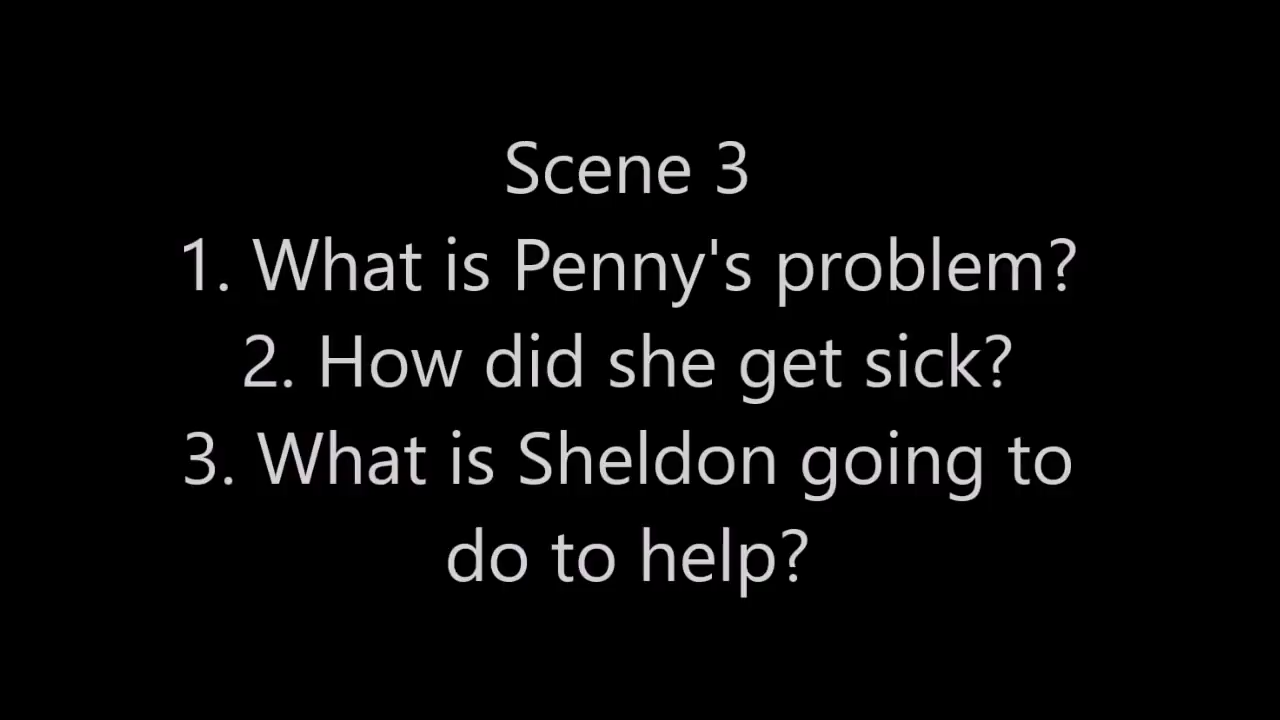 Scene 3
1. What is Penny's problem?
2. How did she get sick?
3. What is Sheldon going to
do to help?